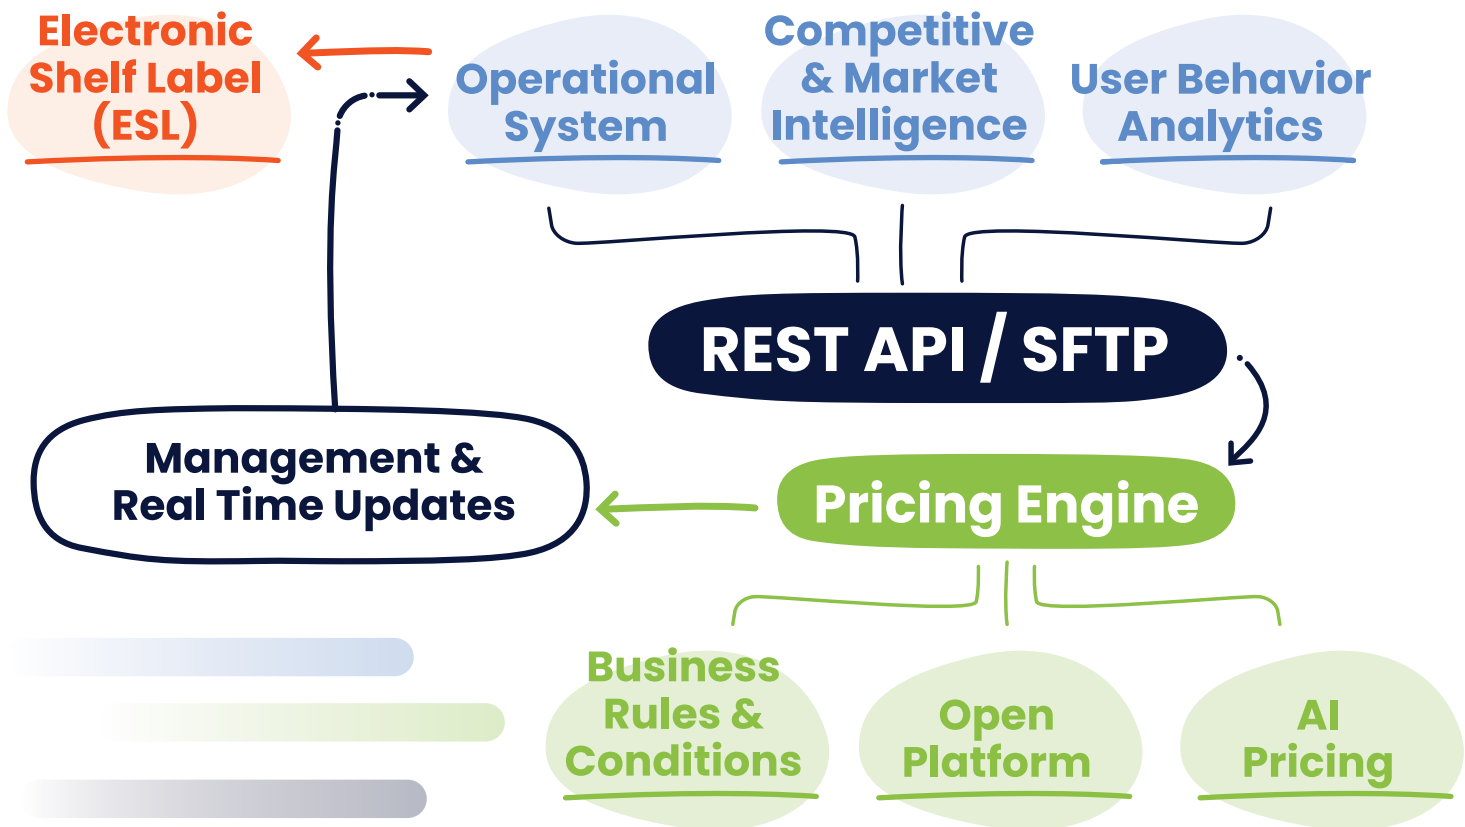 Electronic
Shelf Label
(ESL)
Operational
System
Competitive
& Market
Intelligence
User Behavior
Analytics
REST API / SFTP
Management &
Real Time Updates
Pricing Engine
Business
Rules &
Conditions
Open
Platform
AI
Pricing